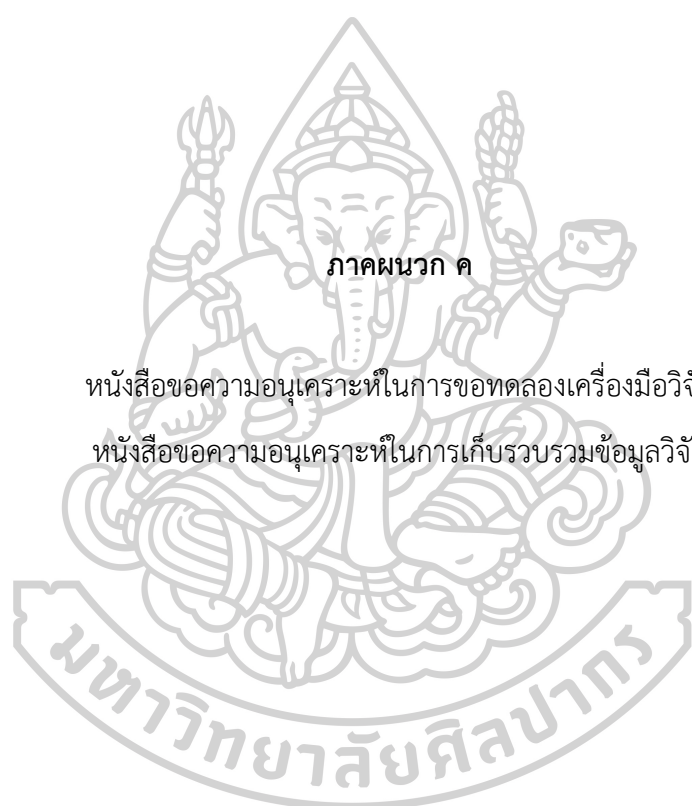 ภาคผนวก ค
หนังสือขอความอนุเคราะห์ในการขอทดลองเครื่องมือวิจั
หนังสือขอความอนุเคราะห์ในการเก็บรวบรวมข้อมูลวิจั
มหาวิทยาลัยศิลปากร